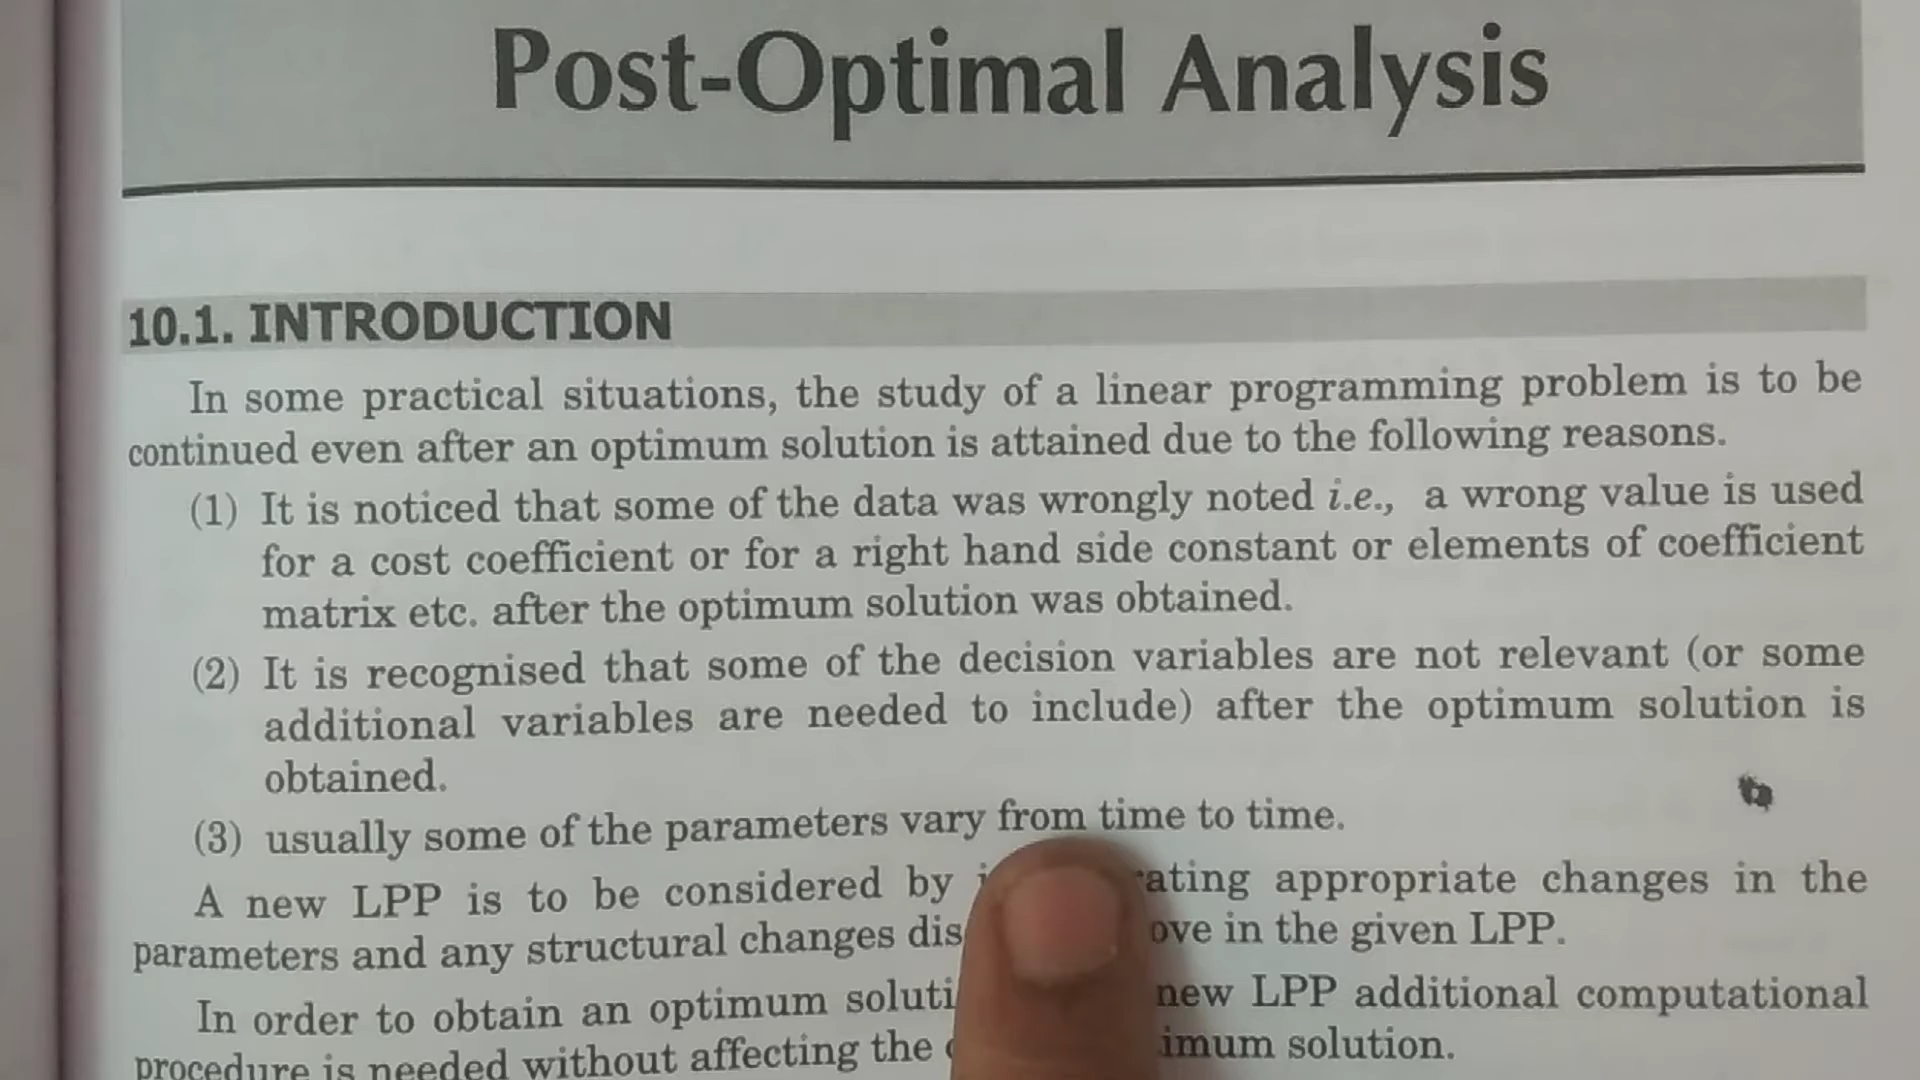 Post-Optimal Analysis
10.1. INTRODUCTION
In some practical situations, the study of a linear programming problem is to be
continued even after an optimum solution is attained due to the following reasons.
(1) It is noticed that some of the data was wrongly noted i.e., a wrong value is used
for a cost coefficient or for a right hand side constant or elements of coefficient
matrix etc. after the optimum solution was obtained.
(2) It is recognised that some of the decision variables are not relevant (or some
additional variables are needed to include) after the optimum solution is
obtained.
(3) usually some of the parameters vary from time to time.
A new LPP is to be considered by appropriate changes in the
parameters and any structural changes in the given LPP.
In order to obtain an optimum new LPP additional computational
procedure is needed without affecting the solution.